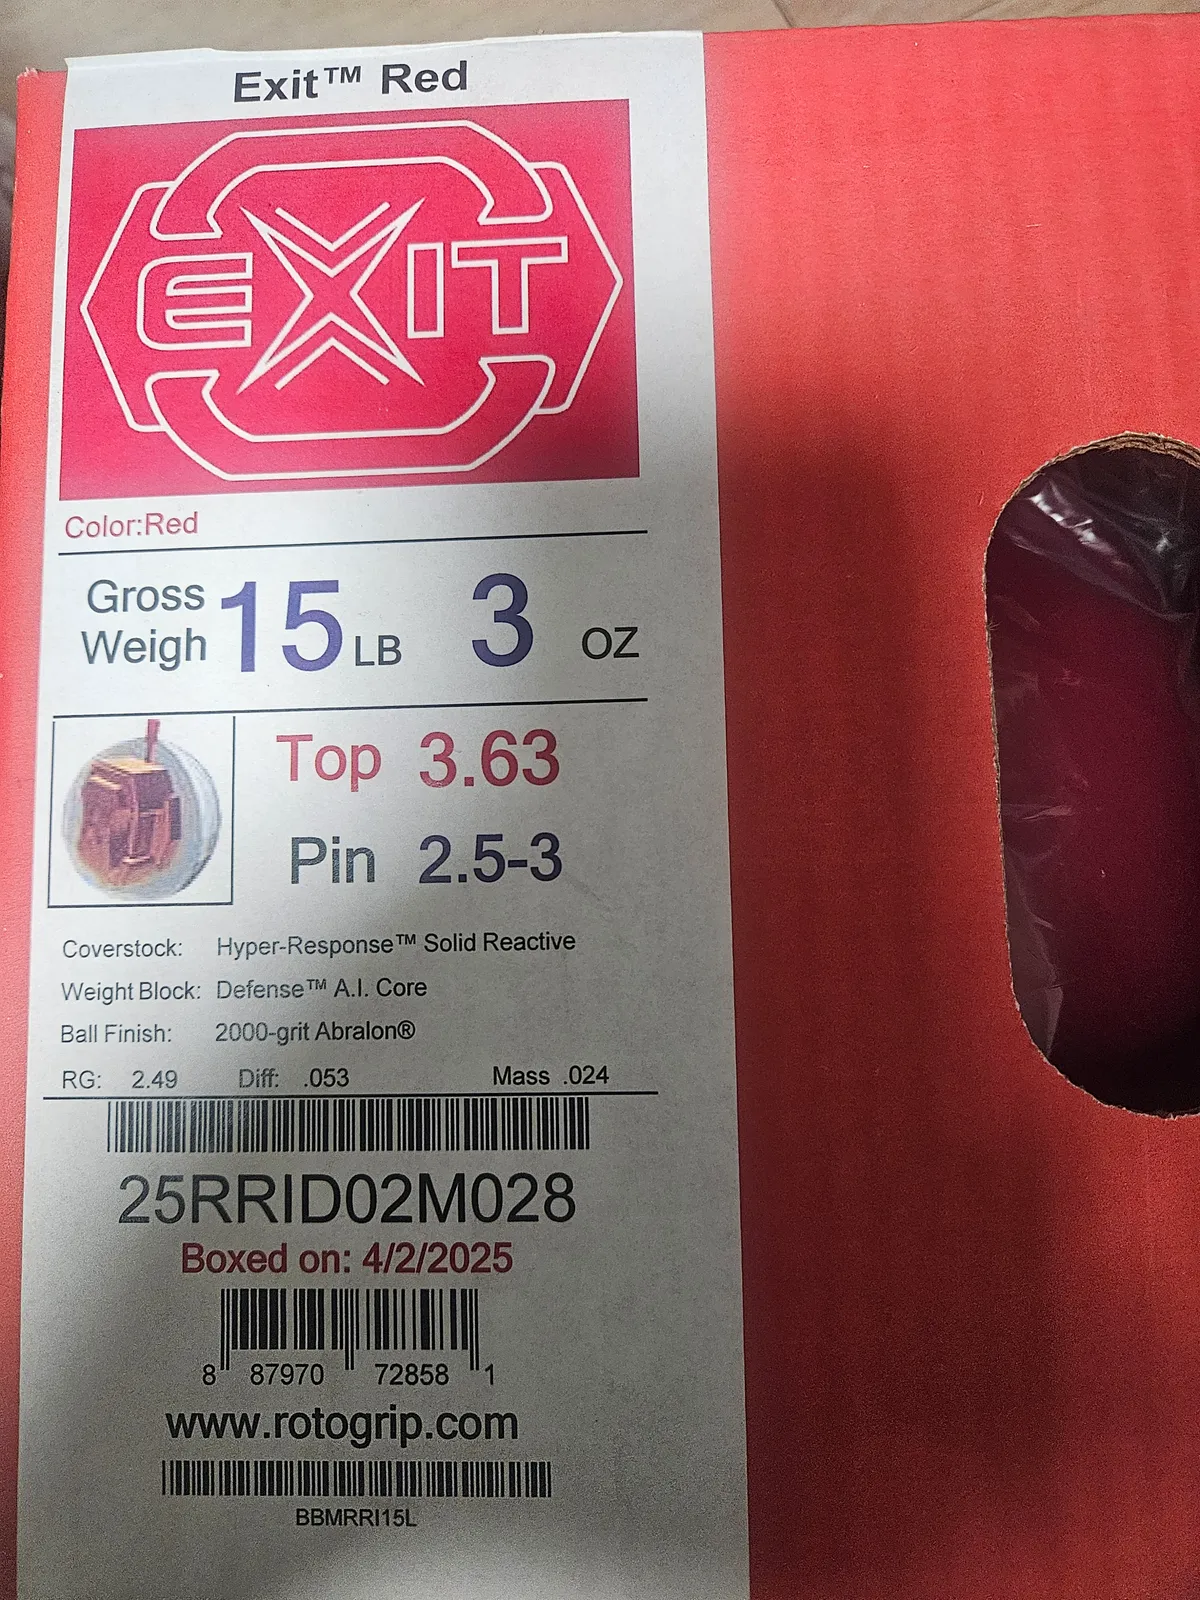 Exit™ Red
EXIT
Color:Red
Gross Weigh 15 LB 3 OZ
Top 3.63
Pin 2.5-3
Coverstock: Hyper-Response™ Solid Reactive
Weight Block: Defense™ A.I. Core
Ball Finish: 2000-grit Abralon®
RG: 2.49 Diff: .053 Mass .024
25RRID02M028
Boxed on: 4/2/2025
8 87970 72858 1
www.rotogrip.com
BBMRRI15L